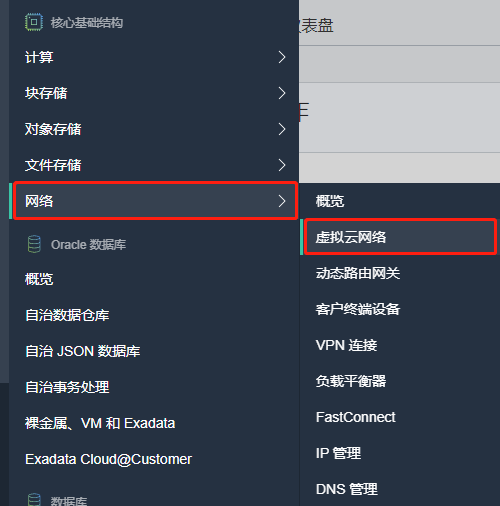 核心基础结构
表盘
计算
块存储
对象存储
年
文件存储
网络
概览
虚拟云网络
动态路由网关
客户终端设备
VPN 连接
负载平衡器
FastConnect
IP 管理
DNS 管理
Oracle 数据库
概览
自治数据仓库
自治 JSON 数据库
自治事务处理
裸金属、VM 和 Exadata
Exadata Cloud@Customer
数据库